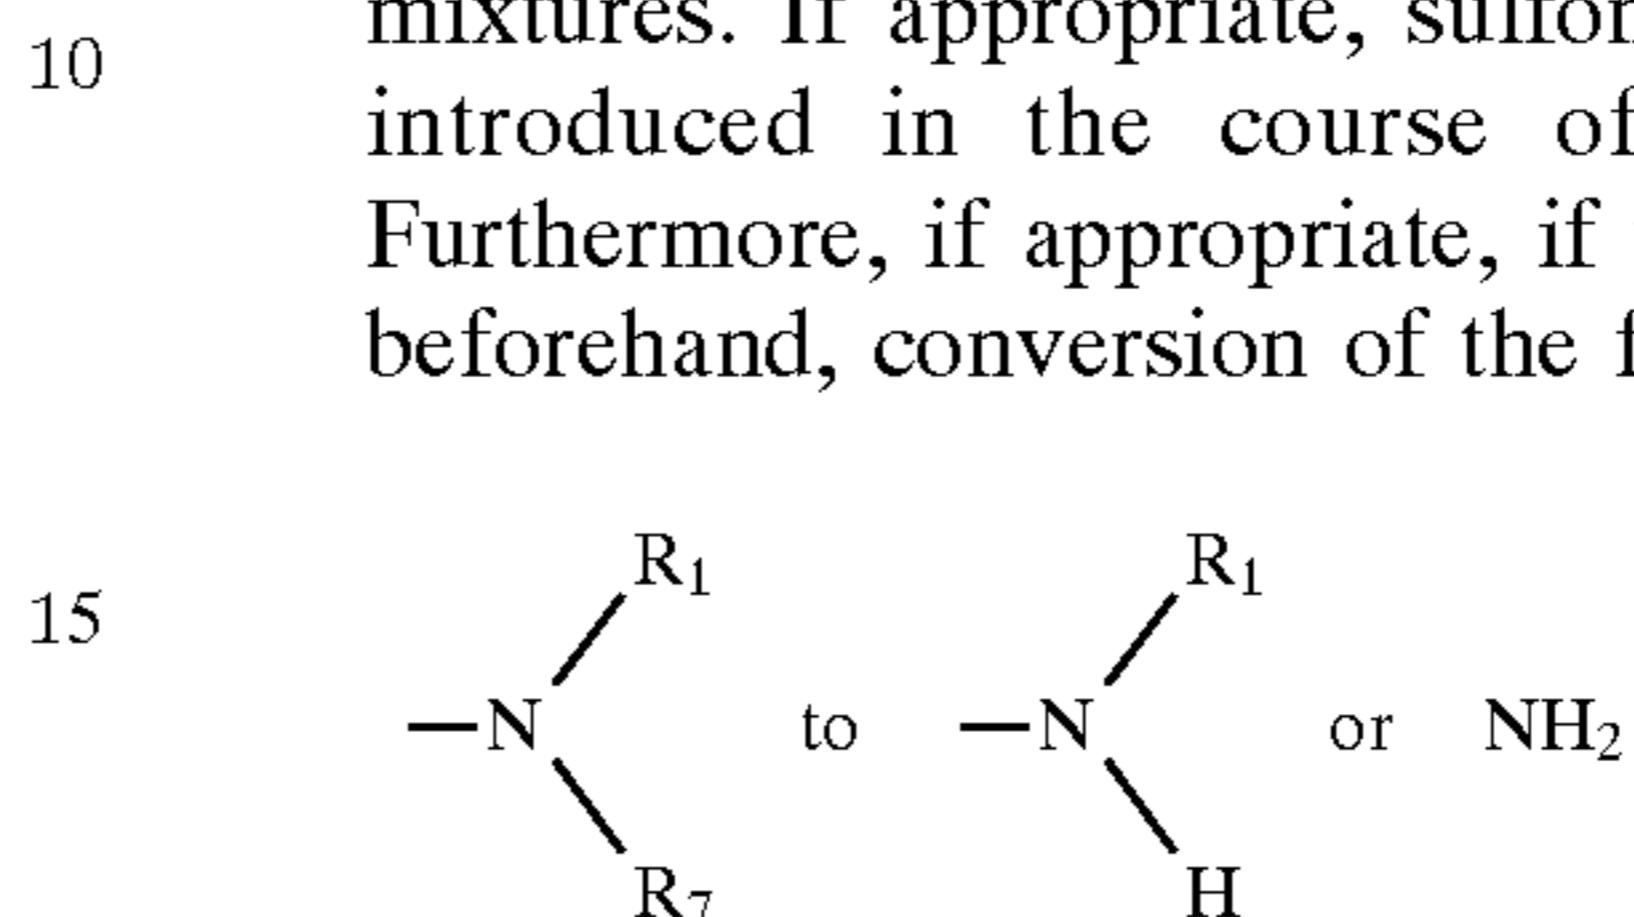 10
mixtures. If appropriate,
introduced in the course of
Furthermore, if appropriate, if
beforehand, conversion of the
15
R₁ R₁
—N to —N or NH₂
R₇ H